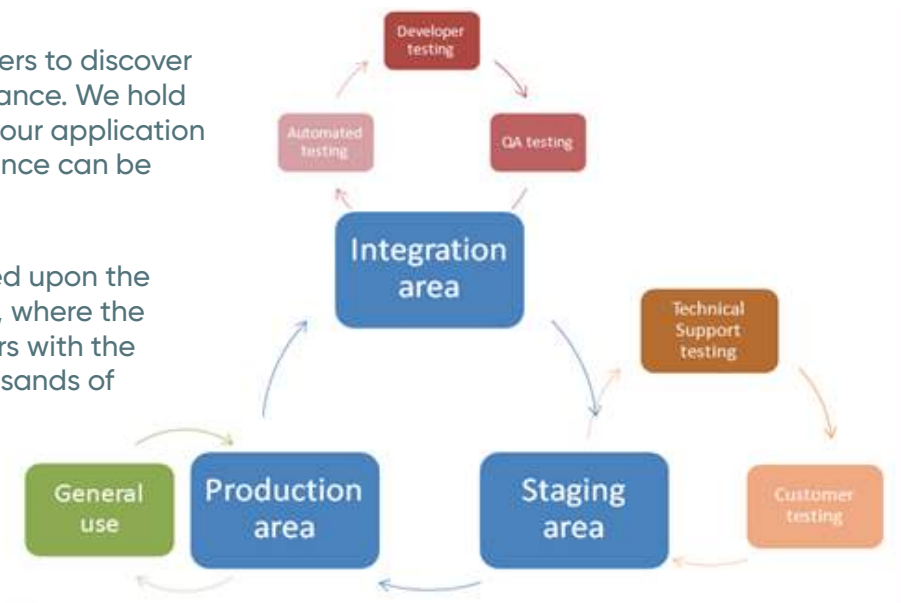 ers to discover
ance. We hold
our application
nce can be
ed upon the
, where the
rs with the
sands of
Developer
testing
Automated
testing
QA testing
Integration
area
Technical
Support
testing
General
use
Production
area
Staging
area
Customer
testing